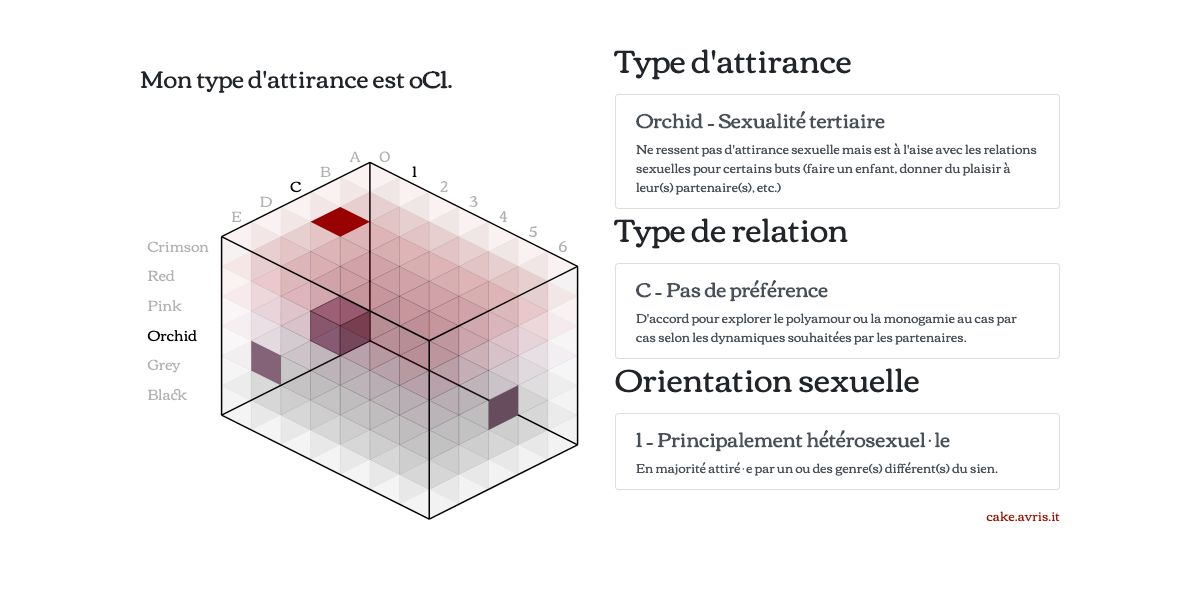 Mon type d'attirance est oC1.
A O
B 1
C 2
D 3
E 4
5
6
Crimson
Red
Pink
Orchid
Grey
Black
Type d'attirance
Orchid - Sexualité tertiaire
Ne ressent pas d'attirance sexuelle mais est à l'aise avec les relations
sexuelles pour certains buts (faire un enfant, donner du plaisir à
leur(s) partenaire(s), etc.)
Type de relation
C - Pas de préférence
D'accord pour explorer le polyamour ou la monogamie au cas par
cas selon les dynamiques souhaitées par les partenaires.
Orientation sexuelle
1 - Principalement hétérosexuel·le
En majorité attiré·e par un ou des genre(s) différent(s) du sien.
cake.avris.it